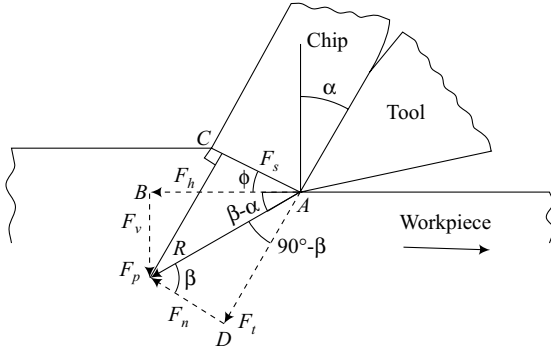 Chip
α
Tool
C
F_s
F_h
ϕ
B
A
β-α
F_v
Workpiece
R
90°-β
F_p
β
F_n
F_t
D